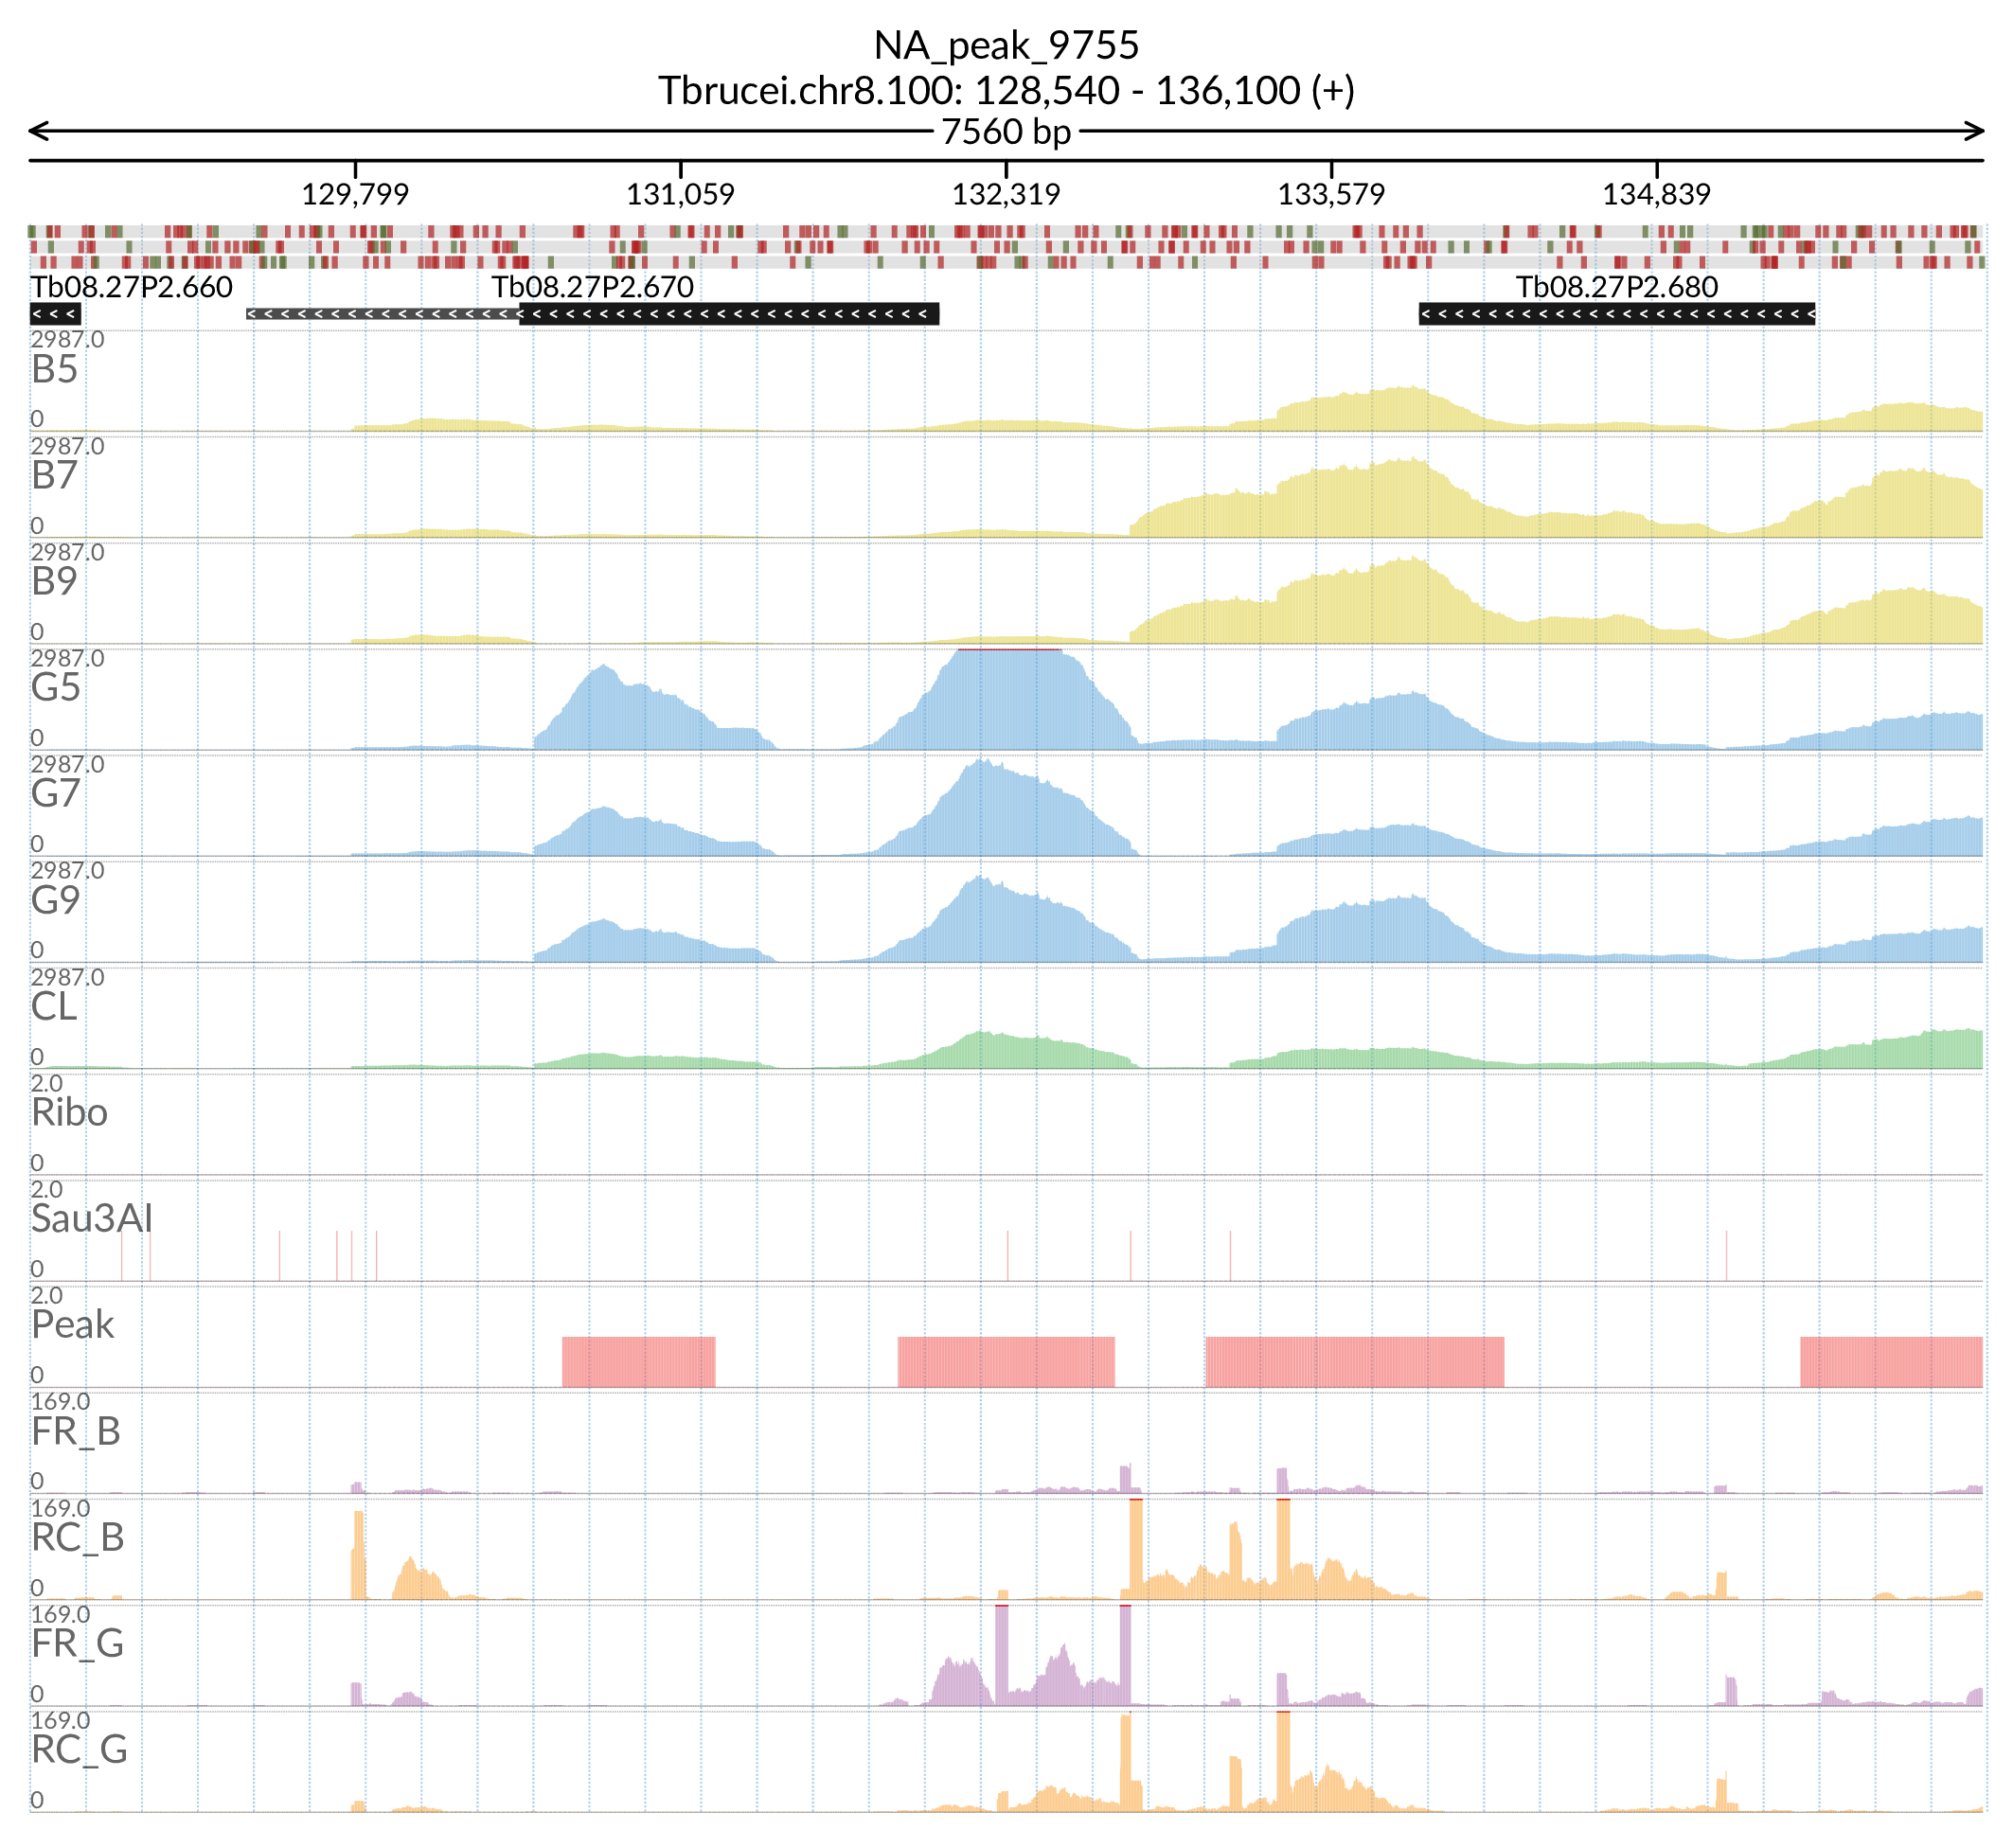 NA_peak_9755
Tbrucei.chr8.100: 128,540 - 136,100 (+)
7560 bp
129,799 131,059 132,319 133,579 134,839
Tb08.27P2.660 Tb08.27P2.670 Tb08.27P2.680
2987.0
B5
0
2987.0
B7
0
2987.0
B9
0
2987.0
G5
0
2987.0
G7
0
2987.0
G9
0
2987.0
CL
0
2.0
Ribo
0
2.0
Sau3AI
0
2.0
Peak
0
169.0
FR_B
0
169.0
RC_B
0
169.0
FR_G
0
169.0
RC_G
0